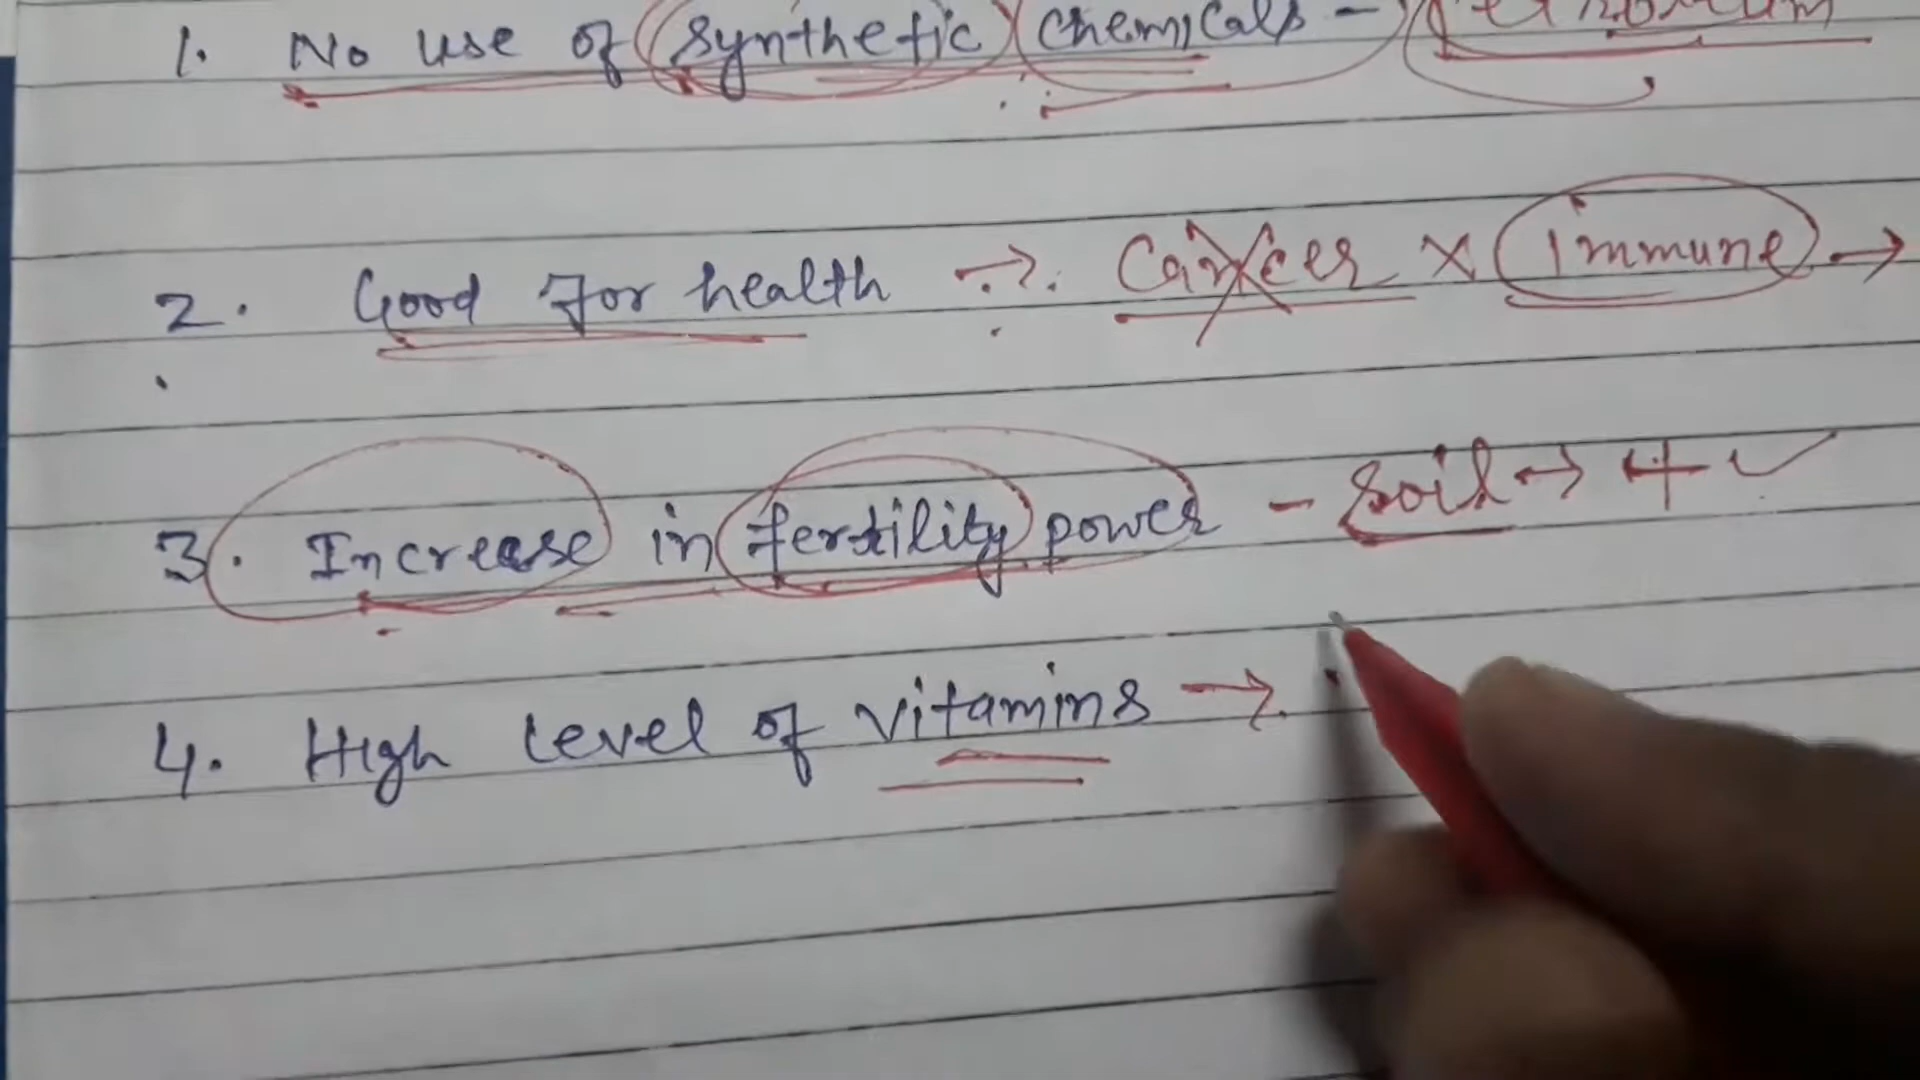 1. No use of synthetic chemicals -
2. Good For health → Cancer × immune →
3. Increase in fertility power - soil → + ✓
4. High level of vitamins →